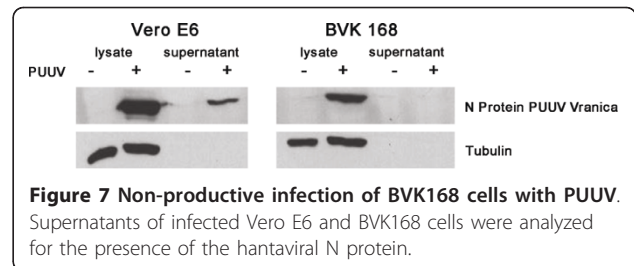 Vero E6 BVK 168
lysate supernatant lysate supernatant
PUUV - + - + - + - +
N Protein PUUV Vranica
Tubulin
Figure 7 Non-productive infection of BVK168 cells with PUUV.
Supernatants of infected Vero E6 and BVK168 cells were analyzed
for the presence of the hantaviral N protein.